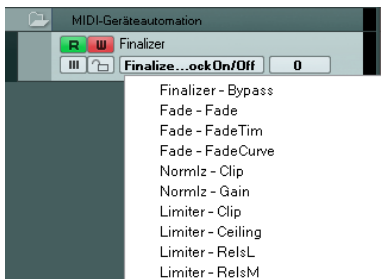 MIDI-Geräteautomation
R W Finalizer
Finalize...ockOn/Off 0
Finalizer - Bypass
Fade - Fade
Fade - FadeTim
Fade - FadeCurve
Normlz - Clip
Normlz - Gain
Limiter - Clip
Limiter - Ceiling
Limiter - RelsL
Limiter - RelsM